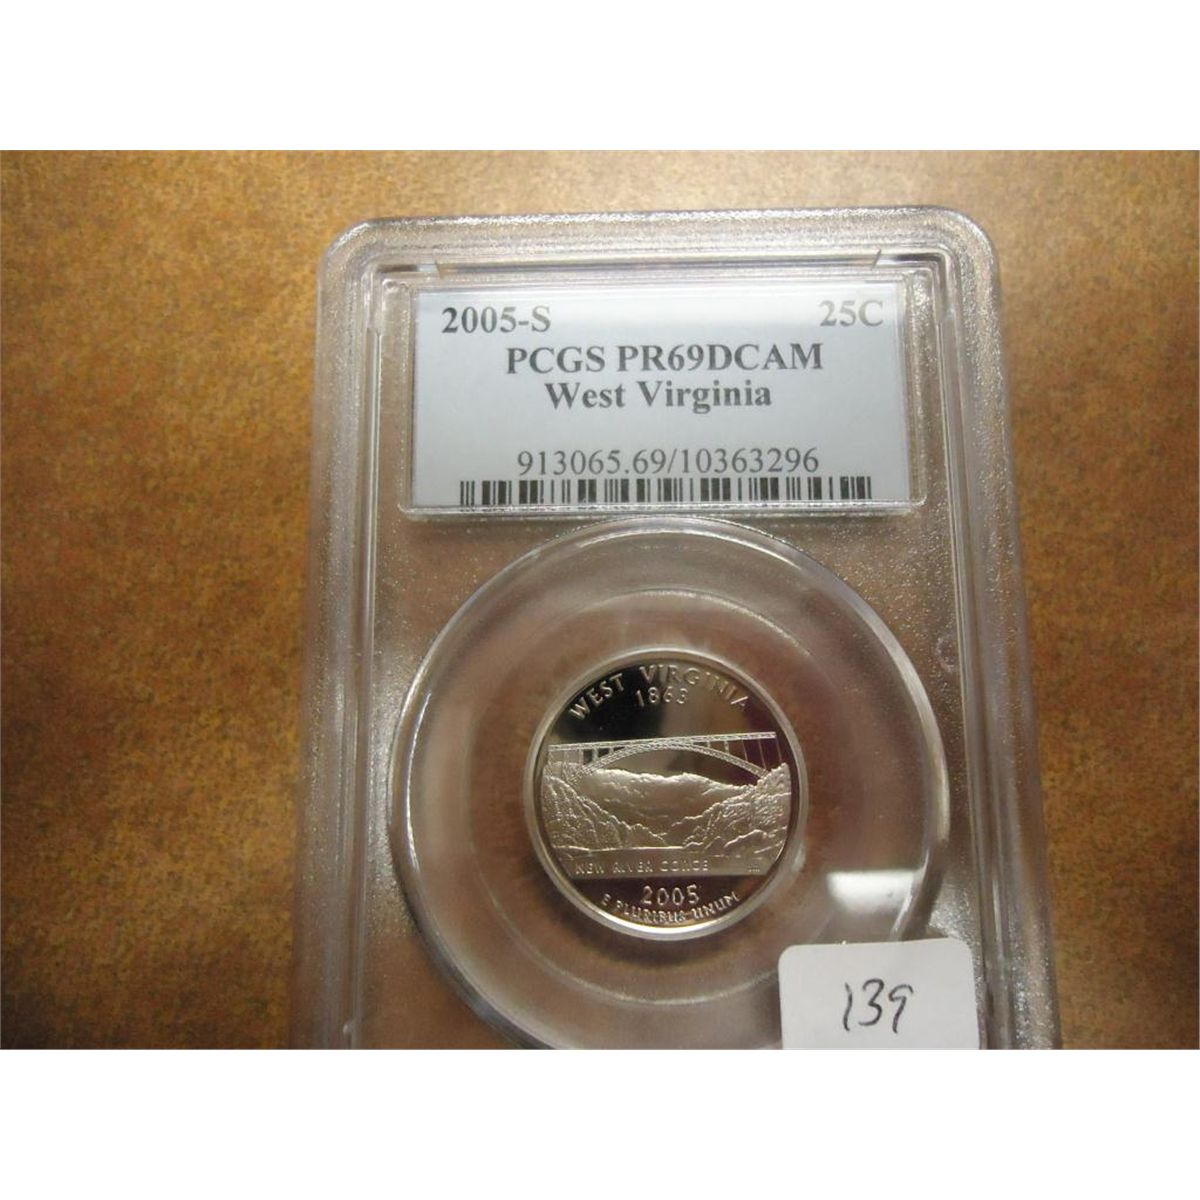 2005-S 25C
PCGS PR69DCAM
West Virginia
913065.69/10363296
WEST VIRGINIA
1863
NEW RIVER GORGE
2005
E PLURIBUS UNUM
139